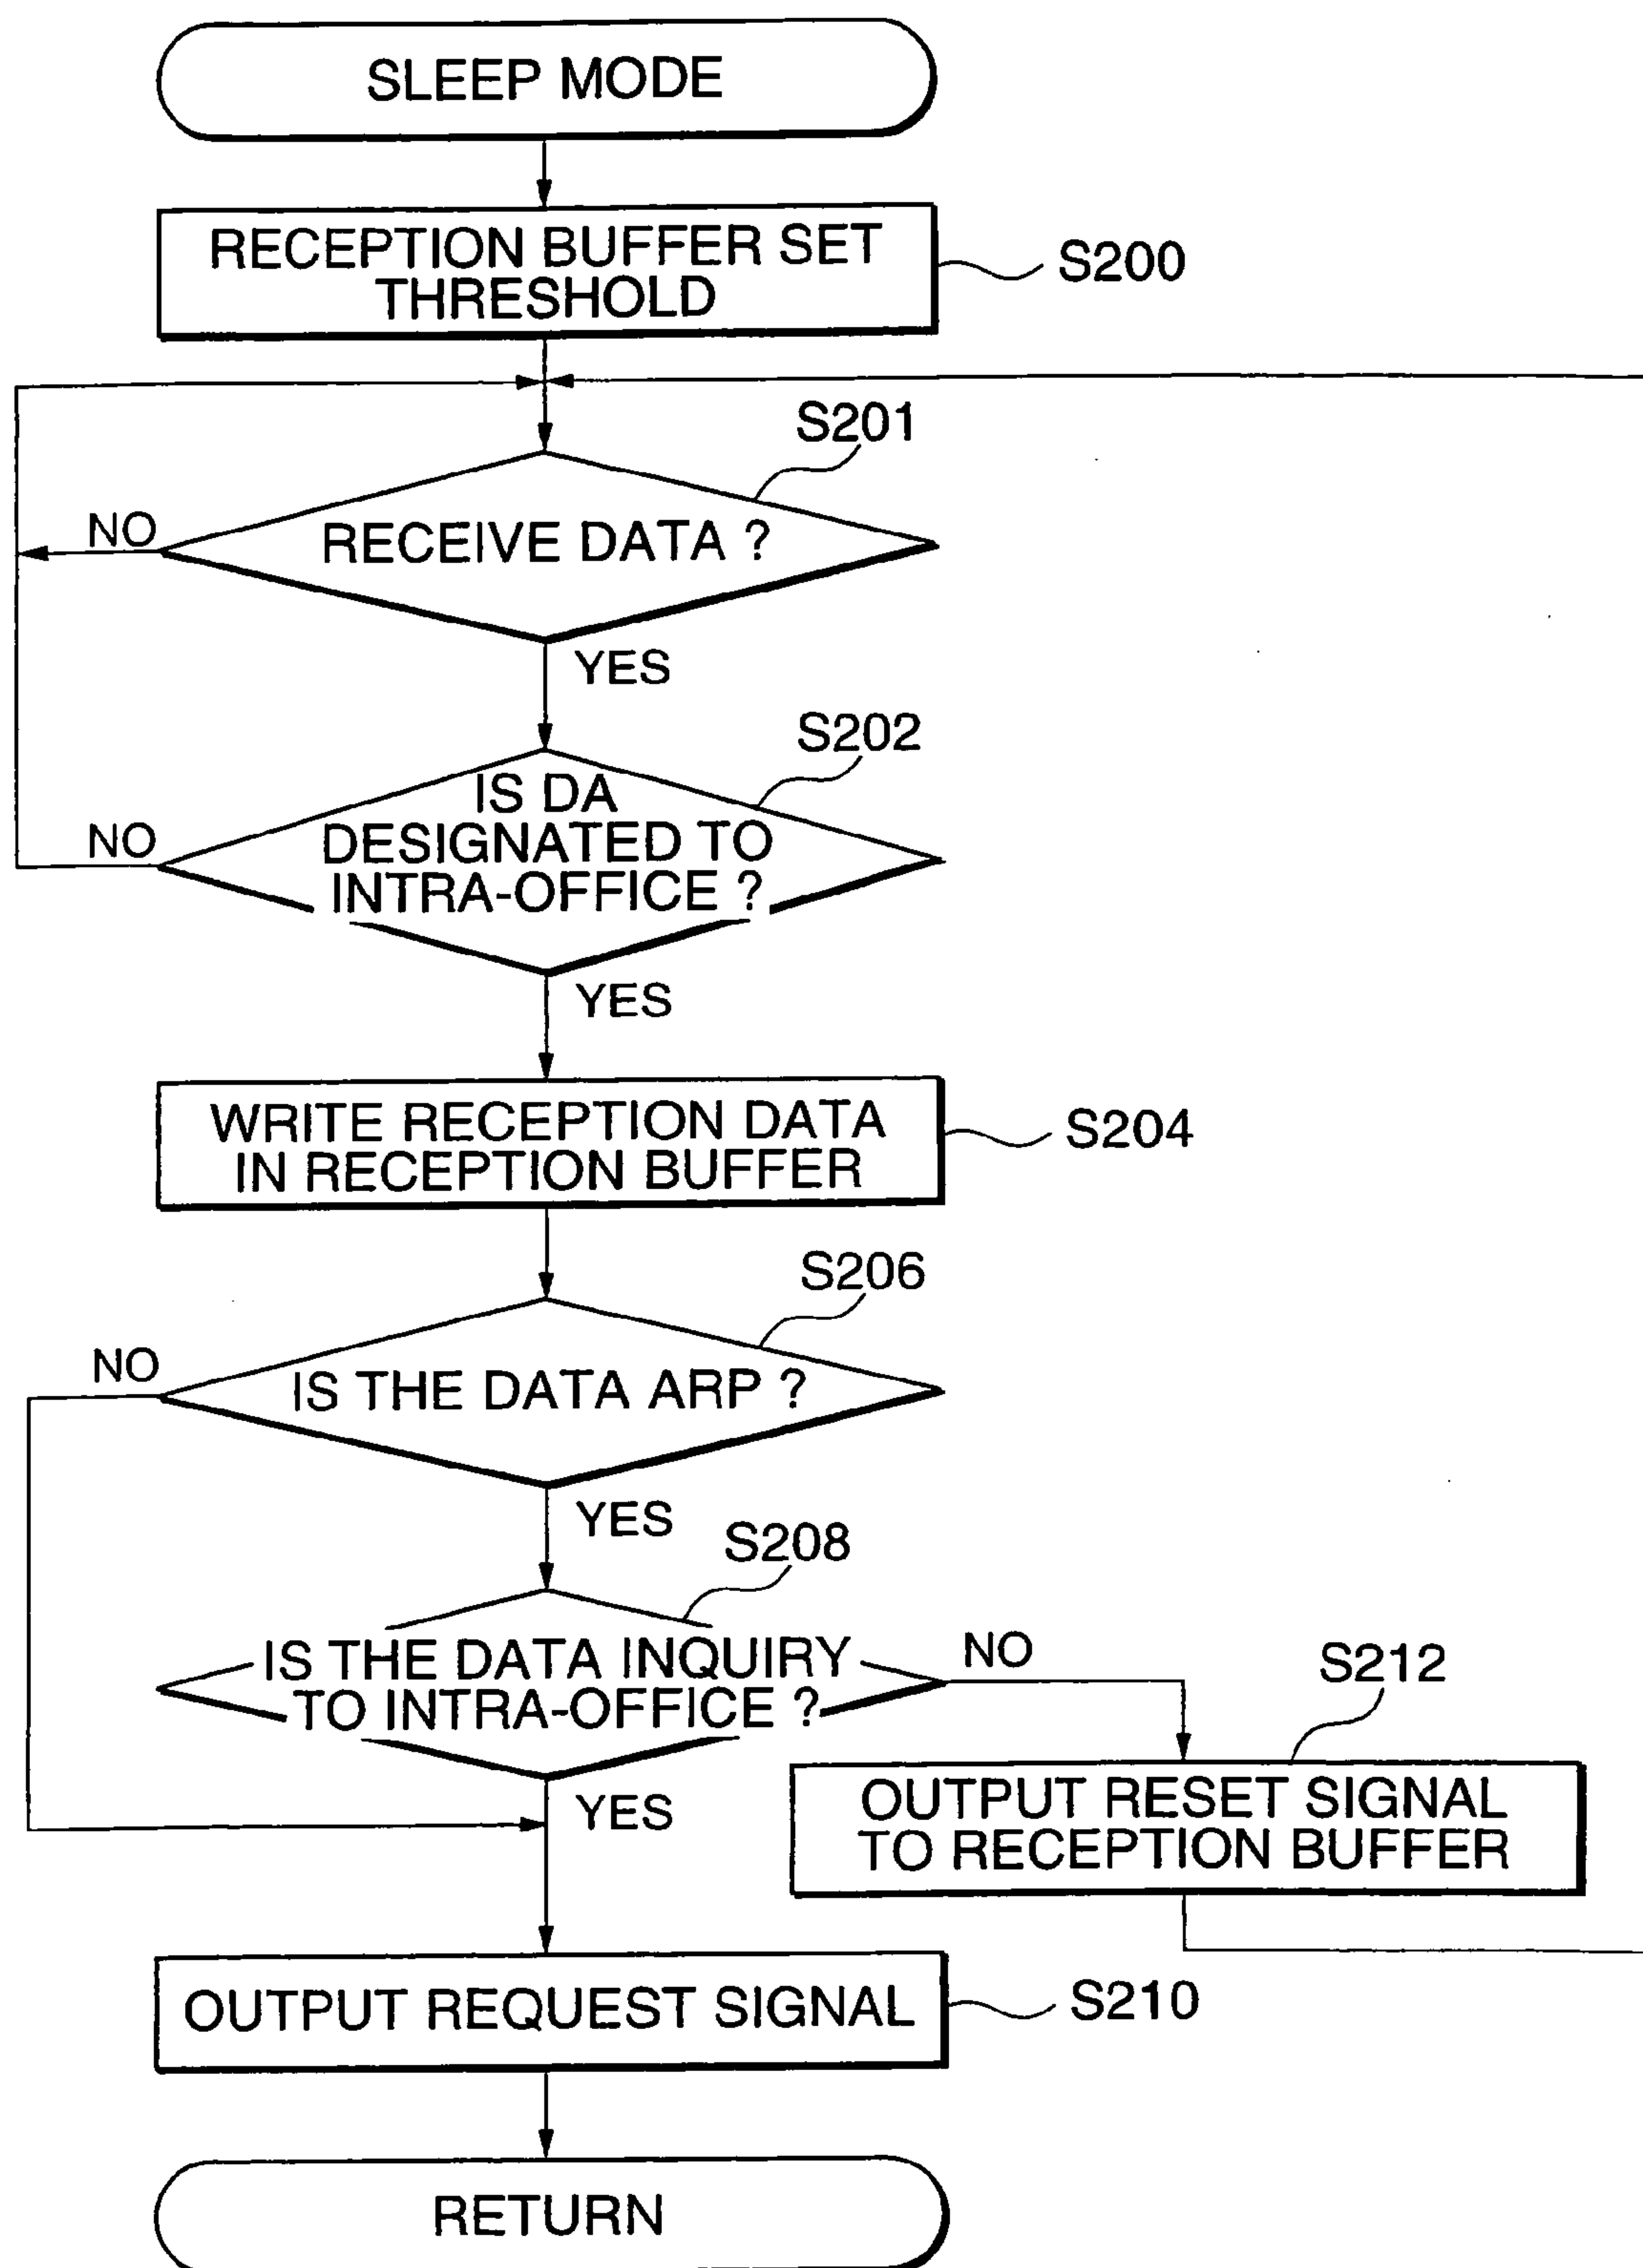 SLEEP MODE
RECEPTION BUFFER SET
THRESHOLD
S200
S201
NO
RECEIVE DATA ?
YES
S202
IS DA
NO
DESIGNATED TO
INTRA-OFFICE ?
YES
WRITE RECEPTION DATA
IN RECEPTION BUFFER
S204
S206
NO
IS THE DATA ARP ?
YES
S208
IS THE DATA INQUIRY
TO INTRA-OFFICE ?
NO
S212
YES
OUTPUT RESET SIGNAL
TO RECEPTION BUFFER
OUTPUT REQUEST SIGNAL
S210
RETURN